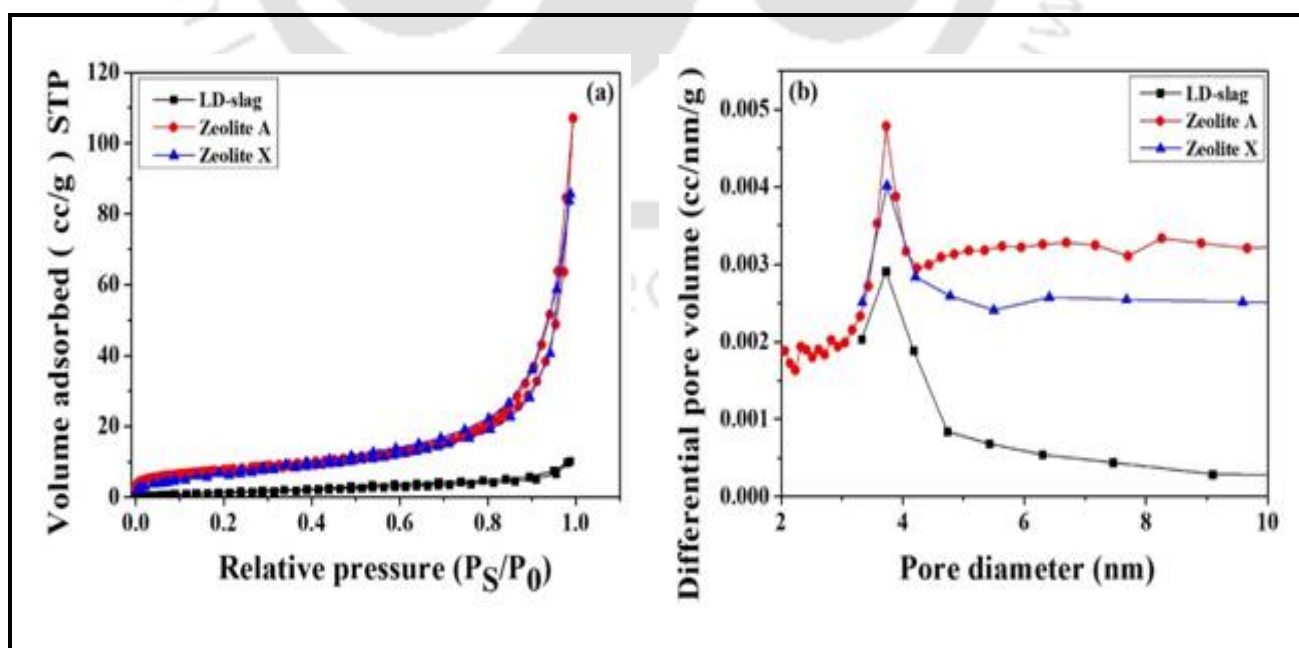 120
100
80
60
40
20
0
Volume adsorbed ( cc/g ) STP
LD-slag
Zeolite A
Zeolite X
(a)
0.0 0.2 0.4 0.6 0.8 1.0
Relative pressure (PS/P0)
0.005
0.004
0.003
0.002
0.001
0.000
Differential pore volume (cc/nm/g)
(b)
LD-slag
Zeolite A
Zeolite X
2 4 6 8 10
Pore diameter (nm)